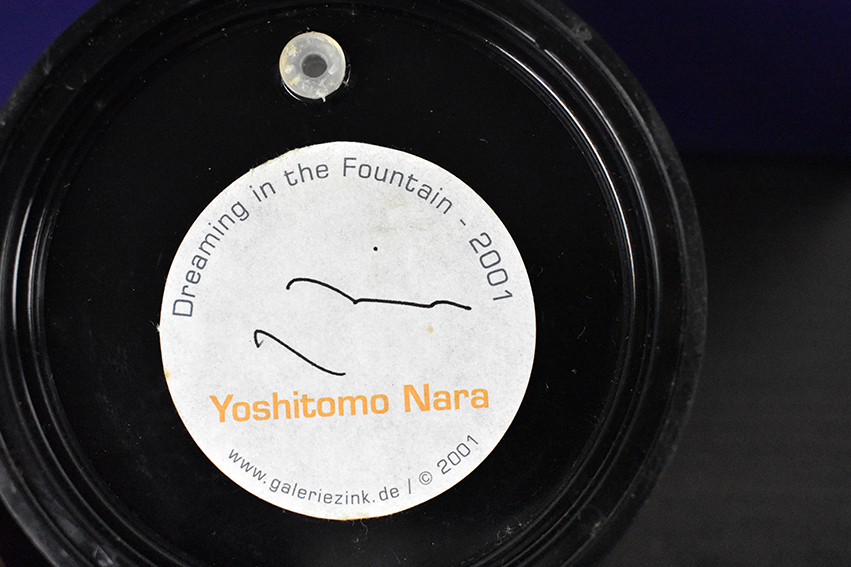 Dreaming in the Fountain - 2001
Yoshitomo Nara
www.galeriezink.de / © 2001